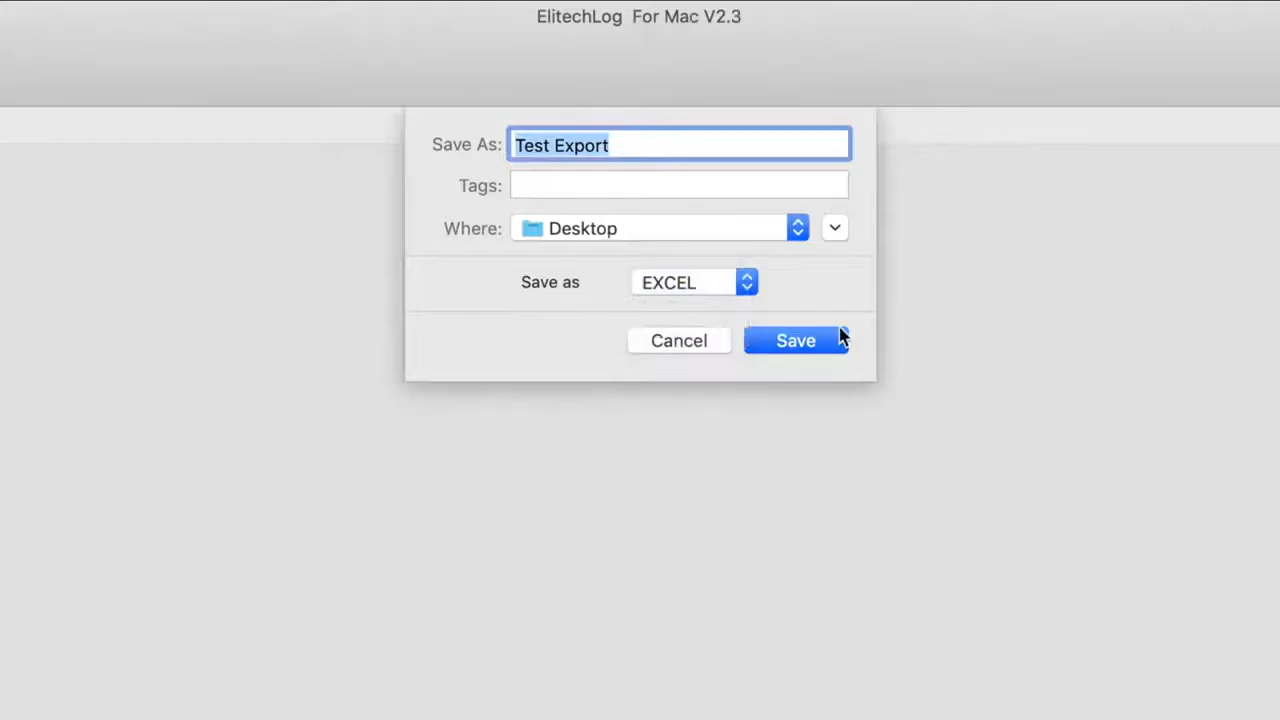 ElitechLog For Mac V2.3
Save As: Test Export
Tags:
Where: Desktop
Save as EXCEL
Cancel Save